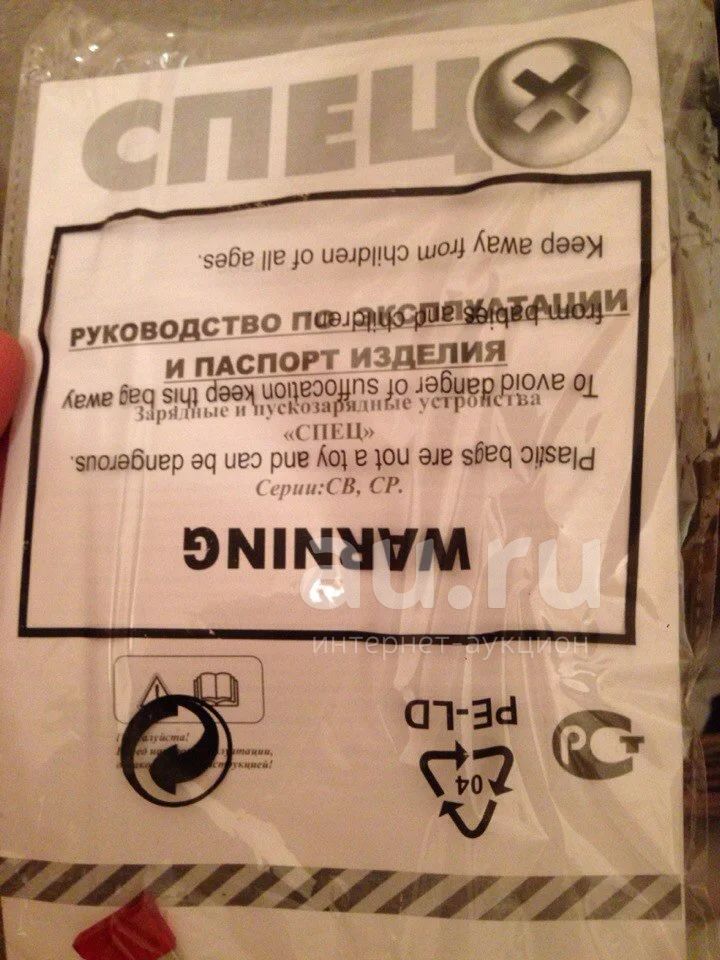 СПЕЦ
РУКОВОДСТВО ПО ЭКСПЛУАТАЦИИ
И ПАСПОРТ ИЗДЕЛИЯ
Зарядные и пускозарядные устройства
«СПЕЦ»
Серии:СВ, СР.
WARNING
Plastic bags are not a toy and can be dangerous.
To avoid danger of suffocation keep this bag away
from babies and children
Keep away from children of all ages.
04
PE-LD
РСТ
au.ru
интернет-аукцион